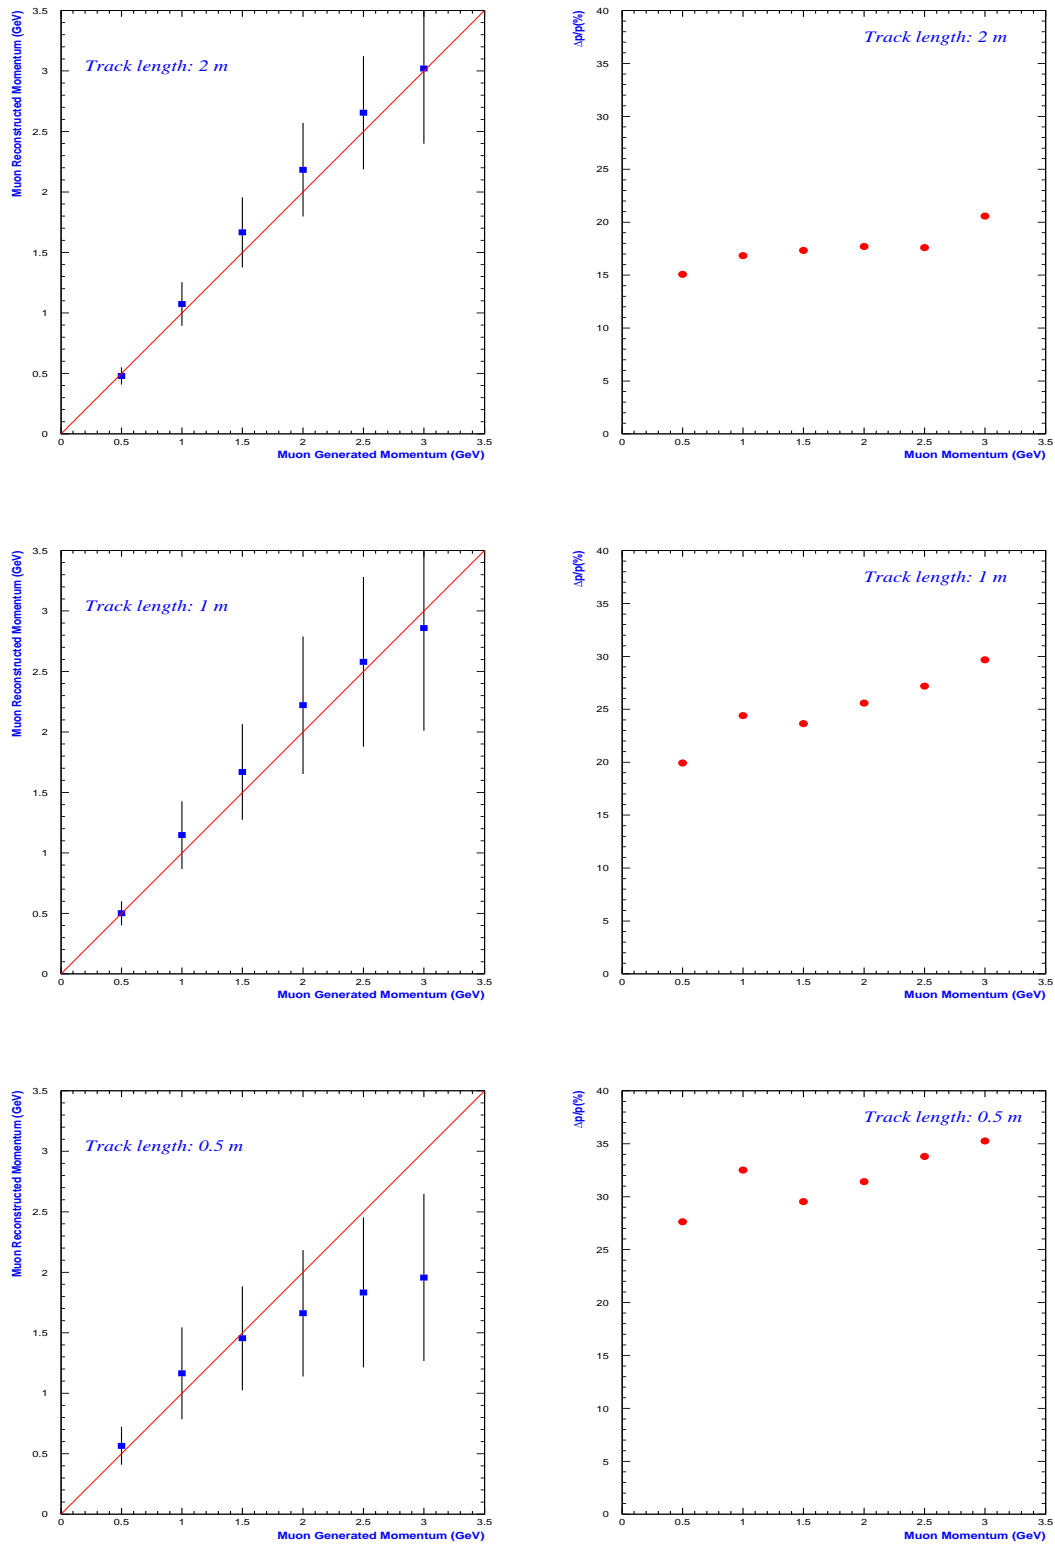 Muon Reconstructed Momentum (GeV)
3.5
3
2.5
2
1.5
1
0.5
0
Track length: 2 m
0 0.5 1 1.5 2 2.5 3 3.5
Muon Generated Momentum (GeV)
Δp/p(%)
40
35
30
25
20
15
10
5
0
Track length: 2 m
0 0.5 1 1.5 2 2.5 3 3.5
Muon Momentum (GeV)
Muon Reconstructed Momentum (GeV)
3.5
3
2.5
2
1.5
1
0.5
0
Track length: 1 m
0 0.5 1 1.5 2 2.5 3 3.5
Muon Generated Momentum (GeV)
Δp/p(%)
40
35
30
25
20
15
10
5
0
Track length: 1 m
0 0.5 1 1.5 2 2.5 3 3.5
Muon Momentum (GeV)
Muon Reconstructed Momentum (GeV)
3.5
3
2.5
2
1.5
1
0.5
0
Track length: 0.5 m
0 0.5 1 1.5 2 2.5 3 3.5
Muon Generated Momentum (GeV)
Δp/p(%)
40
35
30
25
20
15
10
5
0
Track length: 0.5 m
0 0.5 1 1.5 2 2.5 3 3.5
Muon Momentum (GeV)